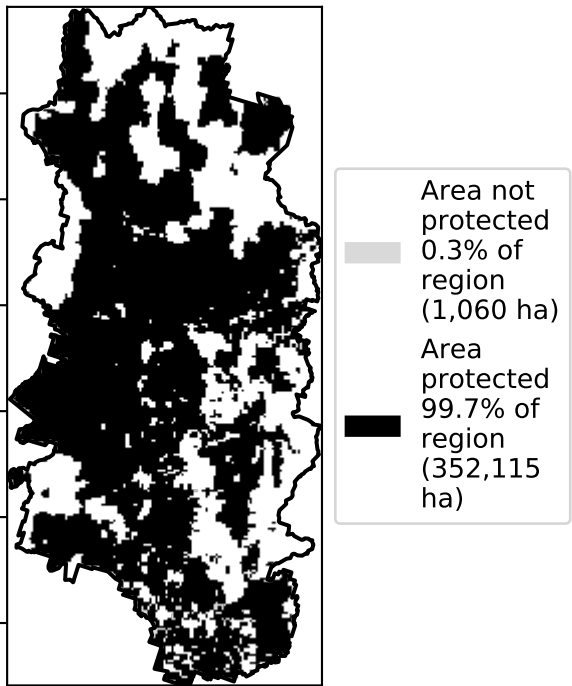 Area not
protected
0.3% of
region
(1,060 ha)
Area
protected
99.7% of
region
(352,115
ha)